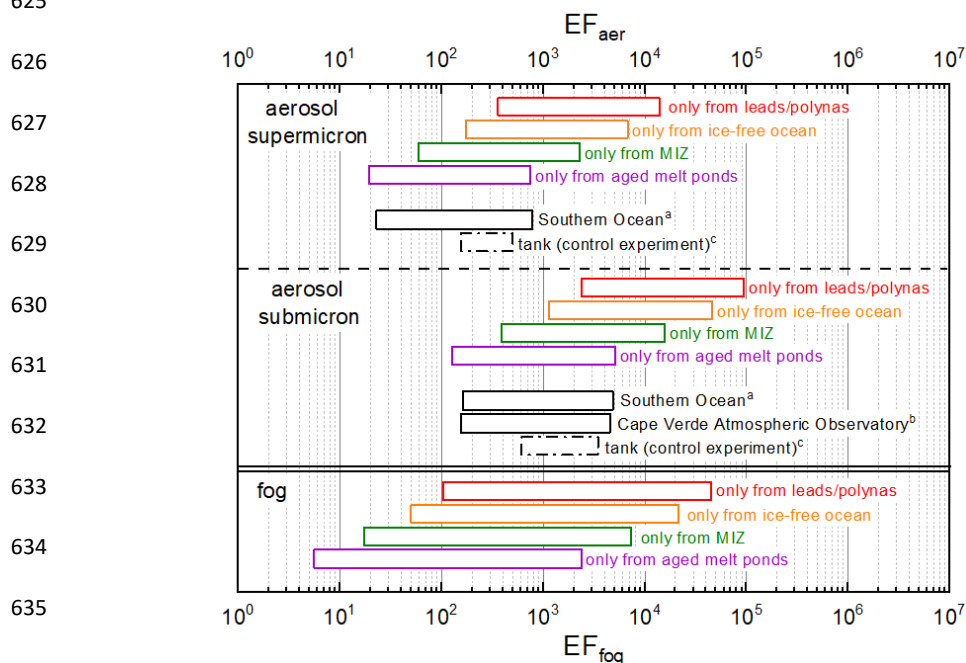 625
EFaer
626
10^0 10^1 10^2 10^3 10^4 10^5 10^6 10^7
aerosol
supermicron
only from leads/polynas
627
only from ice-free ocean
only from MIZ
628
only from aged melt ponds
Southern Ocean^a
629
tank (control experiment)^c
aerosol
submicron
only from leads/polynas
630
only from ice-free ocean
only from MIZ
631
only from aged melt ponds
Southern Ocean^a
632
Cape Verde Atmospheric Observatory^b
tank (control experiment)^c
633
fog
only from leads/polynas
only from ice-free ocean
634
only from MIZ
only from aged melt ponds
635
10^0 10^1 10^2 10^3 10^4 10^5 10^6 10^7
EFfog